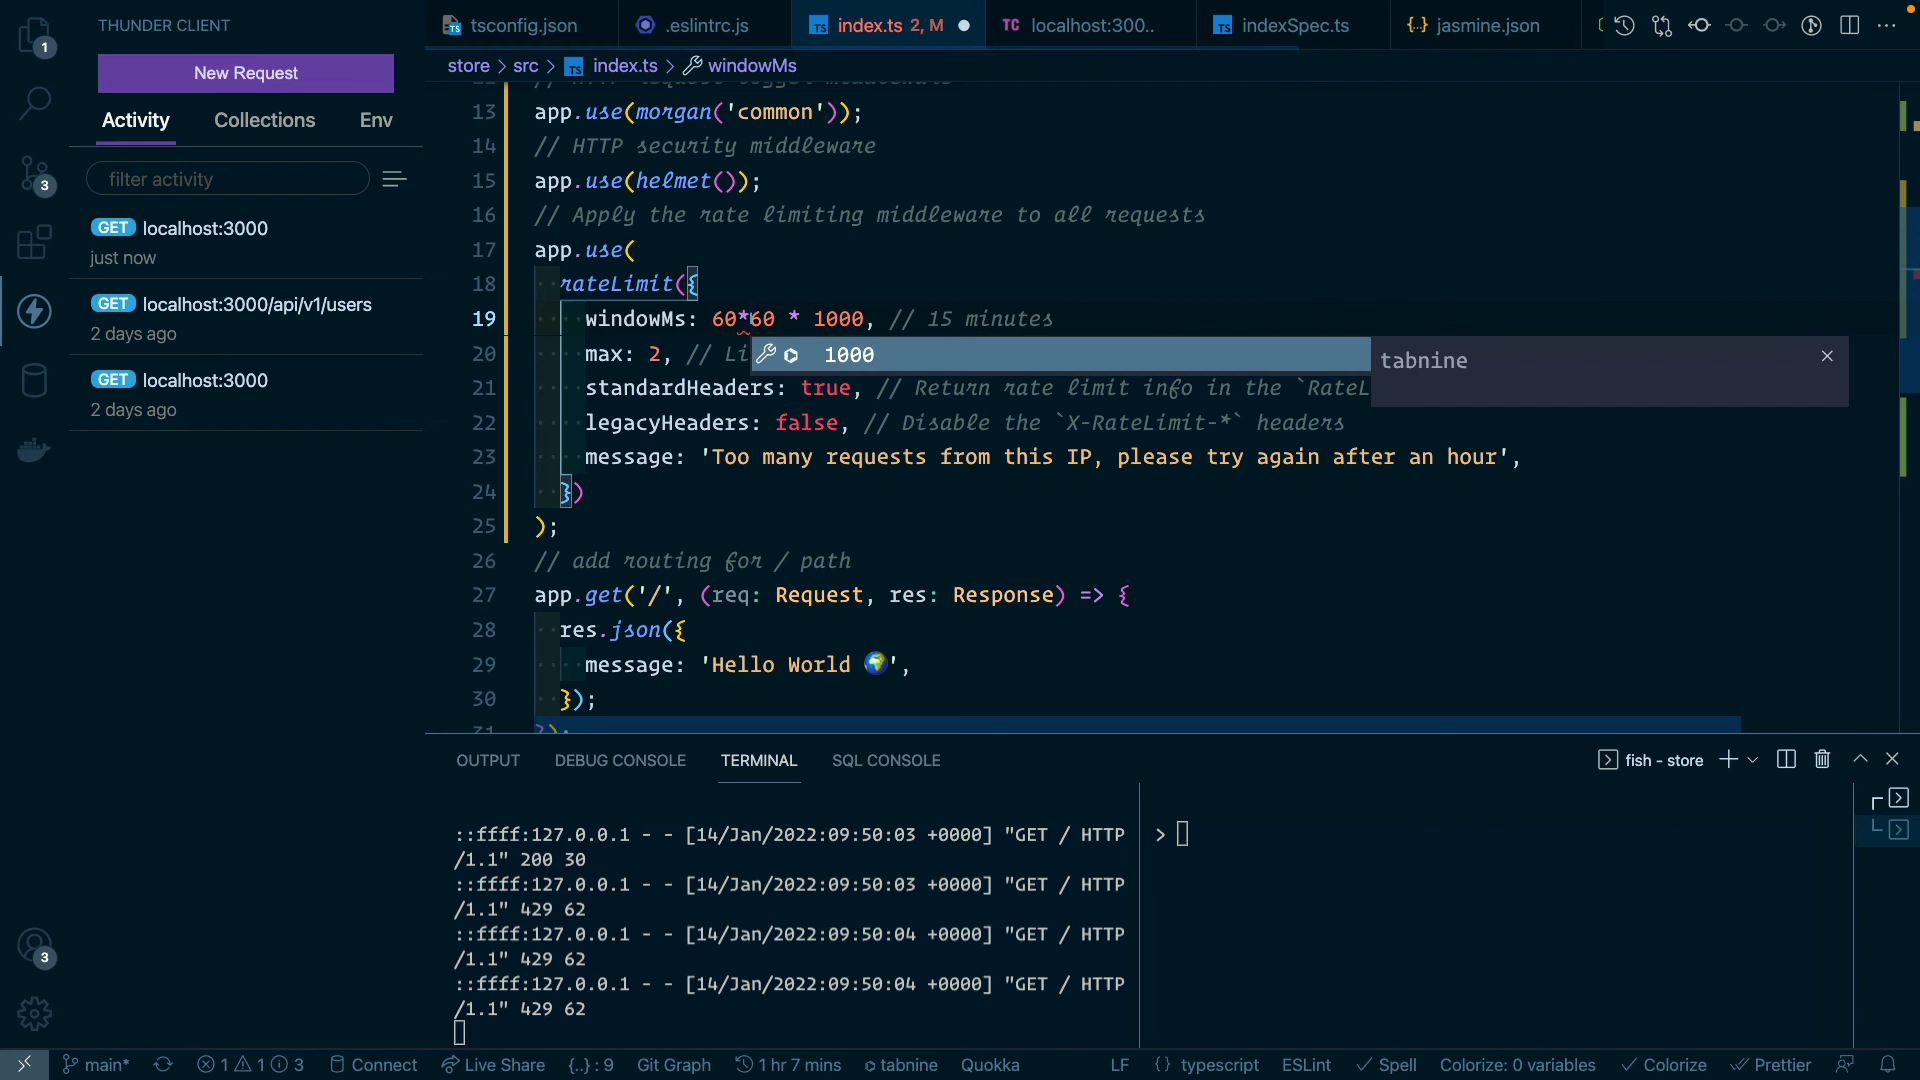 THUNDER CLIENT
New Request
Activity Collections Env
filter activity
GET localhost:3000
just now
GET localhost:3000/api/v1/users
2 days ago
GET localhost:3000
2 days ago
1
3
3
tsconfig.json .eslintrc.js index.ts 2, M localhost:300.. indexSpec.ts jasmine.json
store > src > index.ts > windowMs
13 app.use(morgan('common'));
14 // HTTP security middleware
15 app.use(helmet());
16 // Apply the rate limiting middleware to all requests
17 app.use(
18 rateLimit({
19 windowMs: 60*60 * 1000, // 15 minutes
20 max: 2, // Li
1000
tabnine
21 standardHeaders: true, // Return rate limit info in the `RateL
22 legacyHeaders: false, // Disable the `X-RateLimit-*` headers
23 message: 'Too many requests from this IP, please try again after an hour',
24 })
25 );
26 // add routing for / path
27 app.get('/', (req: Request, res: Response) => {
28 res.json({
29 message: 'Hello World 🌍',
30 });
31 });
OUTPUT DEBUG CONSOLE TERMINAL SQL CONSOLE fish - store
::ffff:127.0.0.1 - - [14/Jan/2022:09:50:03 +0000] "GET / HTTP
/1.1" 200 30
::ffff:127.0.0.1 - - [14/Jan/2022:09:50:03 +0000] "GET / HTTP
/1.1" 429 62
::ffff:127.0.0.1 - - [14/Jan/2022:09:50:04 +0000] "GET / HTTP
/1.1" 429 62
::ffff:127.0.0.1 - - [14/Jan/2022:09:50:04 +0000] "GET / HTTP
/1.1" 429 62
>
main* 1 1 3 Connect Live Share {..} : 9 Git Graph 1 hr 7 mins tabnine Quokka LF {} typescript ESLint Spell Colorize: 0 variables Colorize Prettier